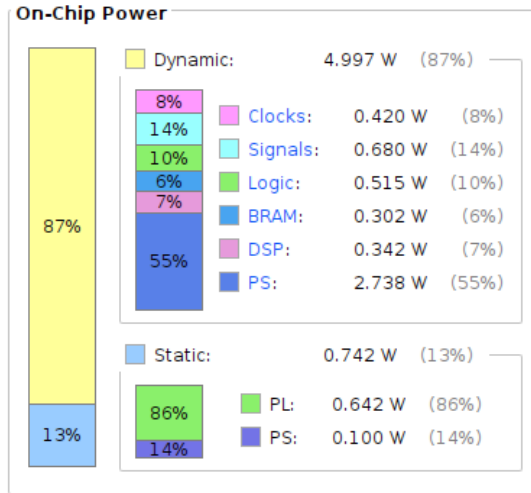 On-Chip Power
Dynamic: 4.997 W (87%)
8%
14%
10%
6%
7%
55%
Clocks: 0.420 W (8%)
Signals: 0.680 W (14%)
Logic: 0.515 W (10%)
BRAM: 0.302 W (6%)
DSP: 0.342 W (7%)
PS: 2.738 W (55%)
87%
13%
Static: 0.742 W (13%)
86%
14%
PL: 0.642 W (86%)
PS: 0.100 W (14%)